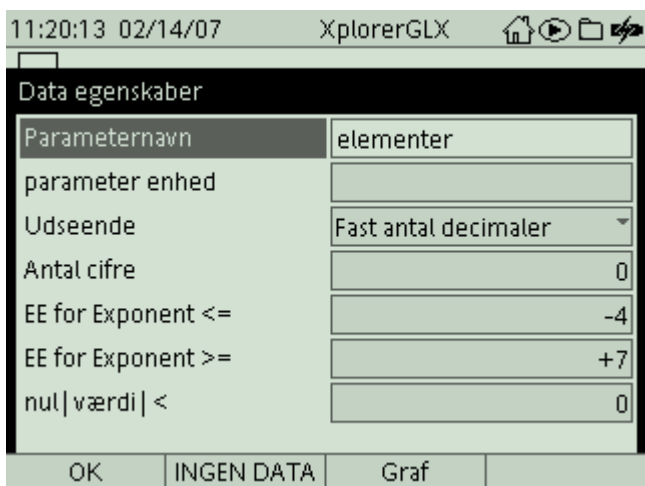 11:20:13 02/14/07 XplorerGLX
Data egenskaber
Parameternavn elementer
parameter enhed
Udseende Fast antal decimaler
Antal cifre 0
EE for Exponent <= -4
EE for Exponent >= +7
nul|værdi| < 0
OK INGEN DATA Graf